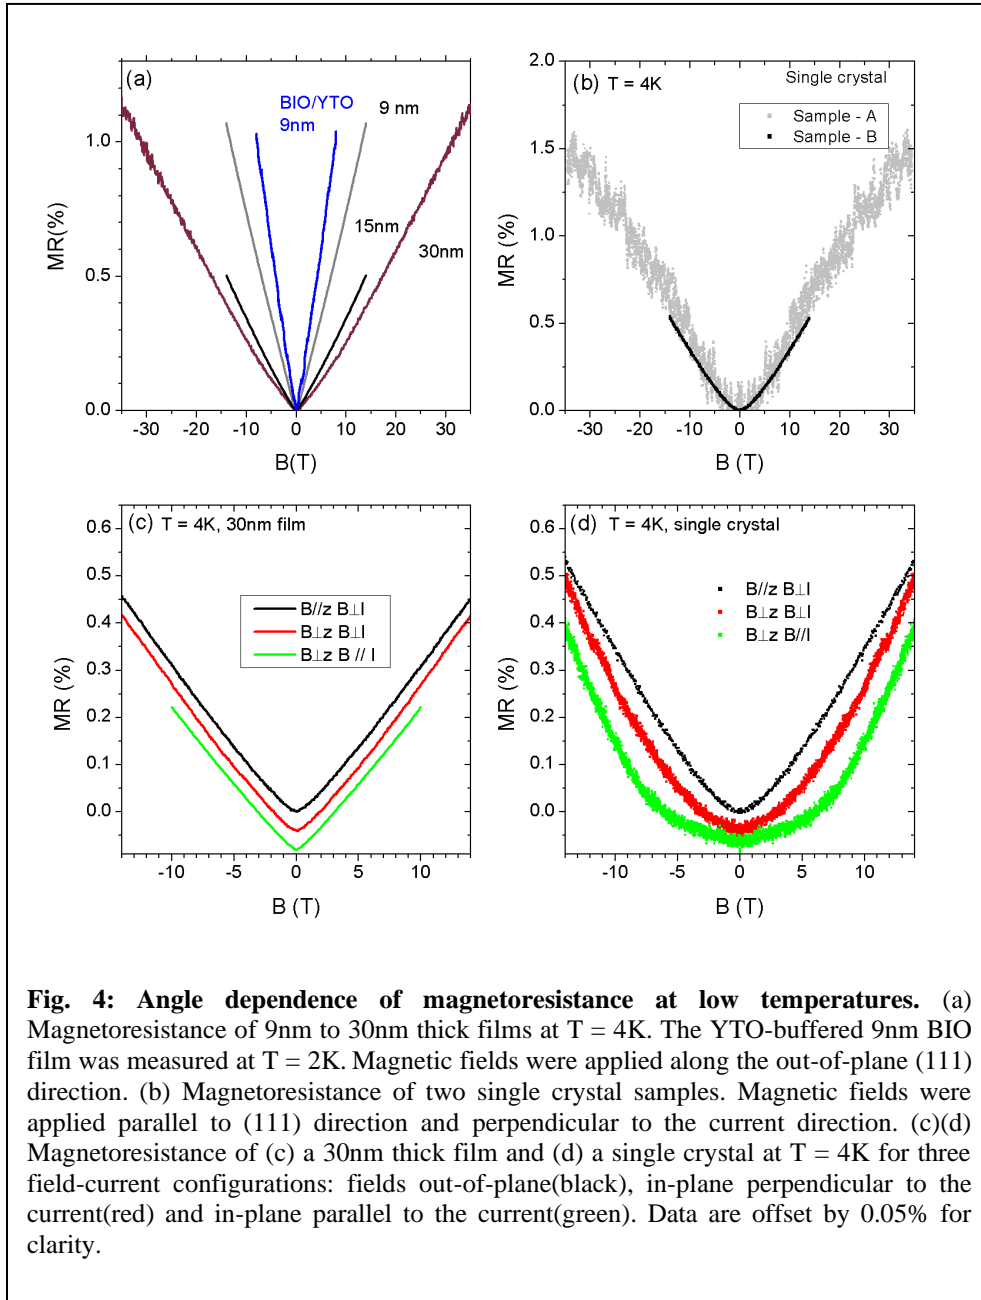 (a)
BIO/YTO
9nm
9 nm
15nm
30nm
MR(%)
1.0
0.5
0.0
-30 -20 -10 0 10 20 30
B(T)
(b) T = 4K Single crystal
Sample - A
Sample - B
MR (%)
2.0
1.5
1.0
0.5
0.0
-30 -20 -10 0 10 20 30
B (T)
(c) T = 4K, 30nm film
B//z B⊥I
B⊥z B⊥I
B⊥z B // I
MR (%)
0.6
0.5
0.4
0.3
0.2
0.1
0.0
-10 -5 0 5 10
B (T)
(d) T = 4K, single crystal
B//z B⊥I
B⊥z B⊥I
B⊥z B//I
MR (%)
0.6
0.5
0.4
0.3
0.2
0.1
0.0
-10 -5 0 5 10
B (T)
Fig. 4: Angle dependence of magnetoresistance at low temperatures. (a)
Magnetoresistance of 9nm to 30nm thick films at T = 4K. The YTO-buffered 9nm BIO
film was measured at T = 2K. Magnetic fields were applied along the out-of-plane (111)
direction. (b) Magnetoresistance of two single crystal samples. Magnetic fields were
applied parallel to (111) direction and perpendicular to the current direction. (c)(d)
Magnetoresistance of (c) a 30nm thick film and (d) a single crystal at T = 4K for three
field-current configurations: fields out-of-plane(black), in-plane perpendicular to the
current(red) and in-plane parallel to the current(green). Data are offset by 0.05% for
clarity.